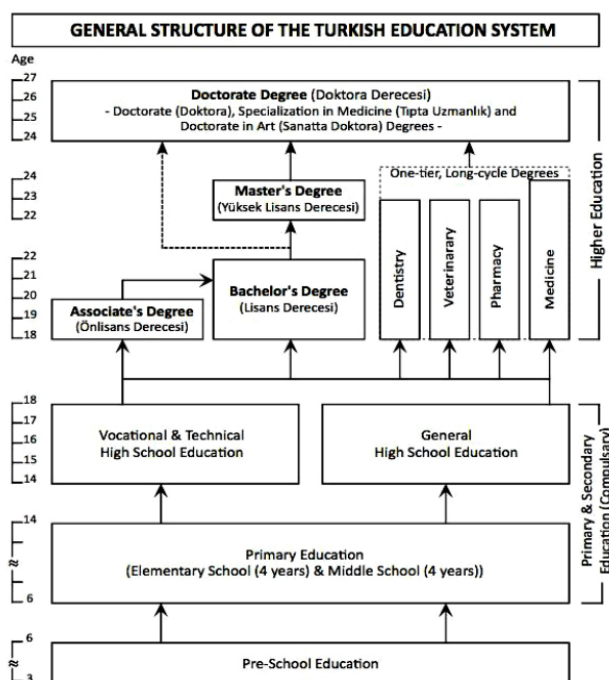 GENERAL STRUCTURE OF THE TURKISH EDUCATION SYSTEM
Age
27
26
25
24
Doctorate Degree (Doktora Derecesi)
- Doctorate (Doktora), Specialization in Medicine (Tıpta Uzmanlık) and
Doctorate in Art (Sanatta Doktora) Degrees -
24
23
22
Master's Degree
(Yüksek Lisans Derecesi)
One-tier, Long-cycle Degrees
22
21
20
19
18
Associate's Degree
(Önlisans Derecesi)
Bachelor's Degree
(Lisans Derecesi)
Dentistry
Veterinarary
Pharmacy
Medicine
Higher Education
18
17
16
15
14
Vocational & Technical
High School Education
General
High School Education
14
≈
6
Primary Education
(Elementary School (4 years) & Middle School (4 years))
Primary & Secondary
Education (Compulsary)
6
≈
3
Pre-School Education